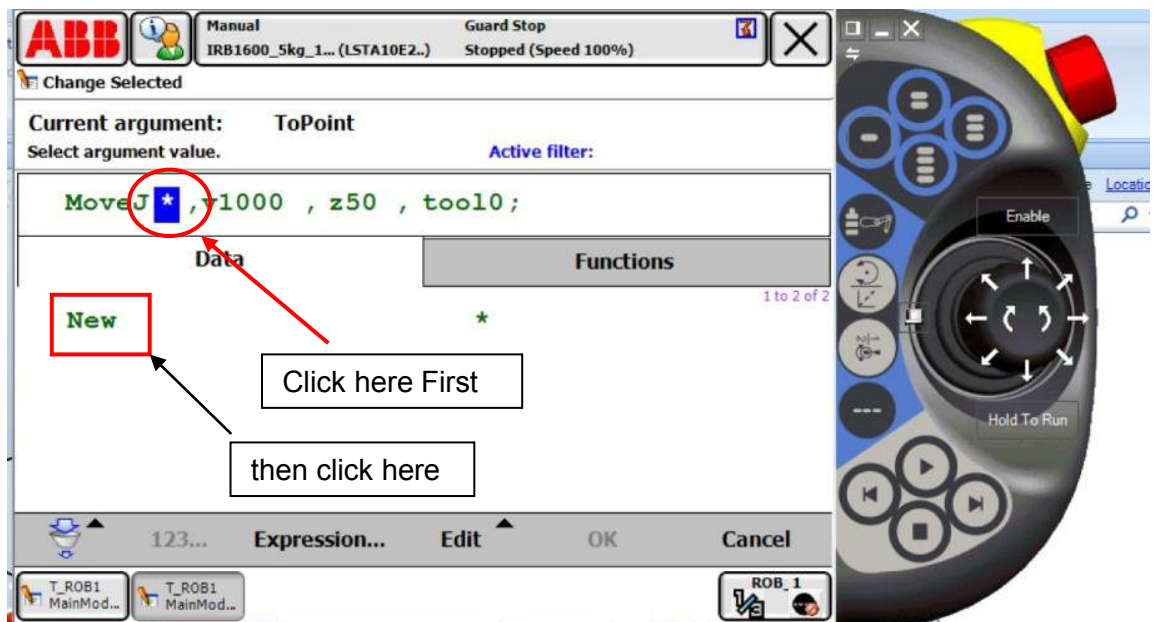 ABB
Manual
IRB1600_5kg_1... (LSTA10E2..)
Guard Stop
Stopped (Speed 100%)
Change Selected
Current argument: ToPoint
Select argument value.
Active filter:
MoveJ * ,v1000 , z50 , tool0;
Data
Functions
1 to 2 of 2
New
*
Click here First
then click here
123...
Expression...
Edit
OK
Cancel
T_ROB1
MainMod...
T_ROB1
MainMod...
ROB_1
Enable
Hold To Run
Locatio